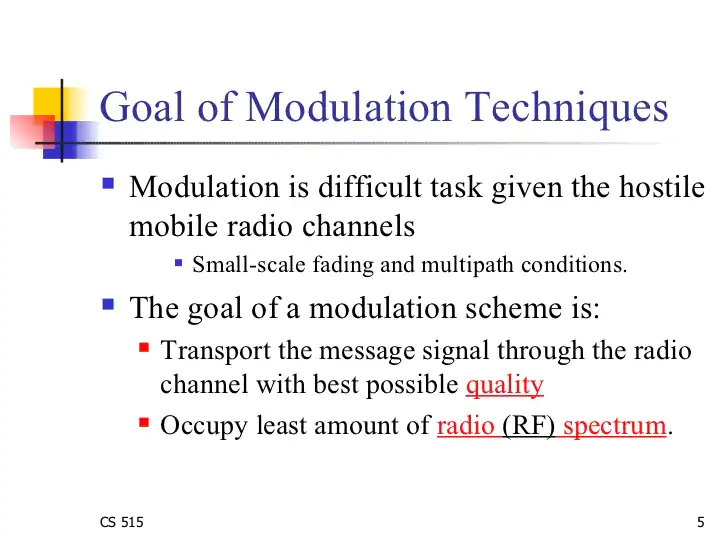 Goal of Modulation Techniques
Modulation is difficult task given the hostile
mobile radio channels
Small-scale fading and multipath conditions.
The goal of a modulation scheme is:
Transport the message signal through the radio
channel with best possible quality
Occupy least amount of radio (RF) spectrum.
CS 515
5